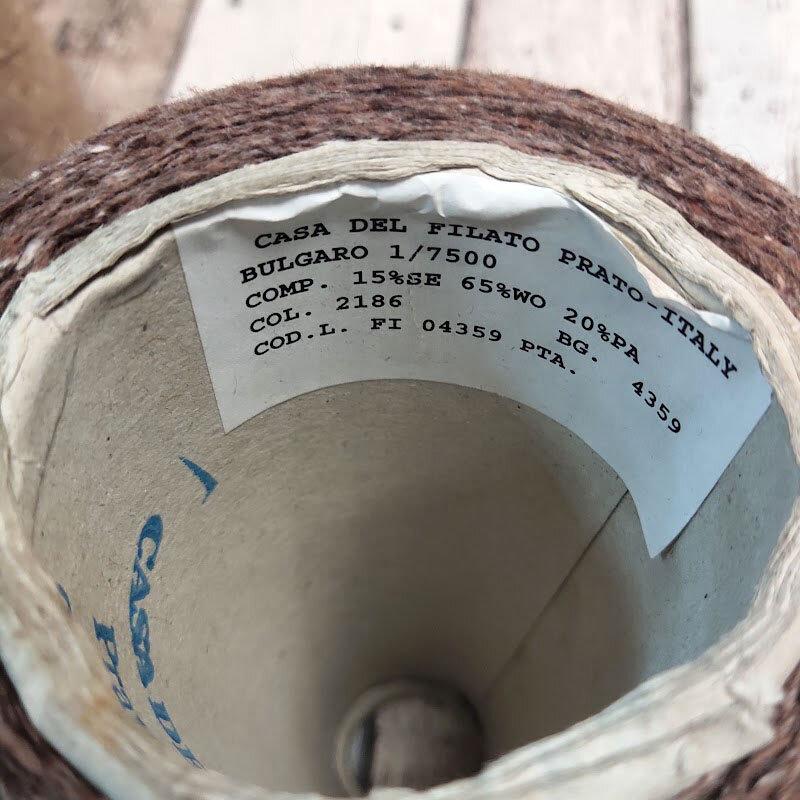 CASA DEL FILATO PRATO-ITALY
BULGARO 1/7500
COMP. 15%SE 65%WO 20%PA
COL. 2186 BG. 4359
COD.L. FI 04359 PTA.
CASA DE